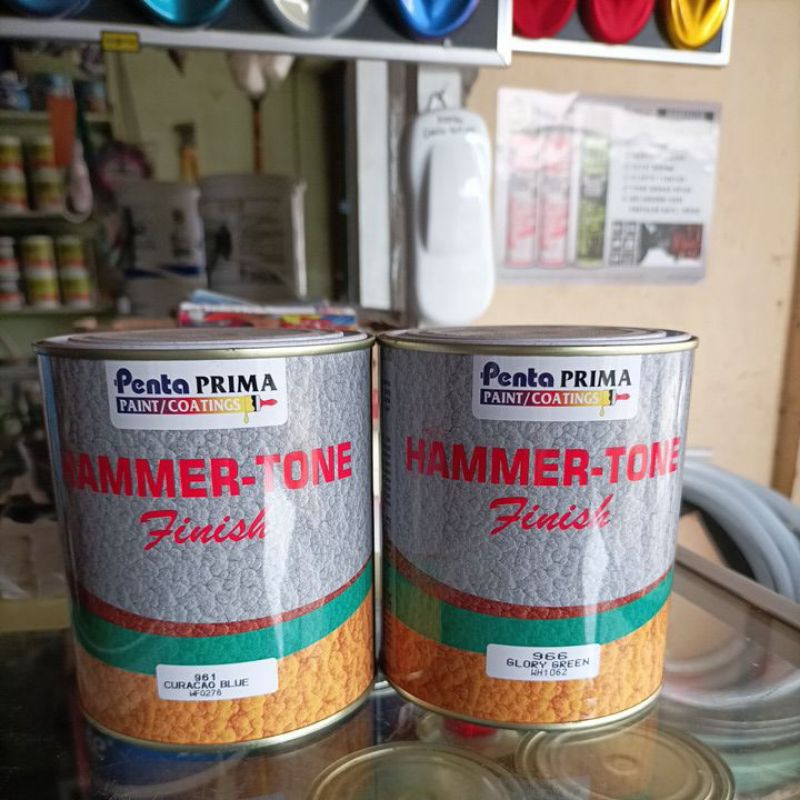 Penta PRIMA
PAINT/COATINGS
HAMMER-TONE
Finish
961
CURACAO BLUE
WF0276
Penta PRIMA
PAINT/COATINGS
HAMMER-TONE
Finish
966
GLORY GREEN
WH1062